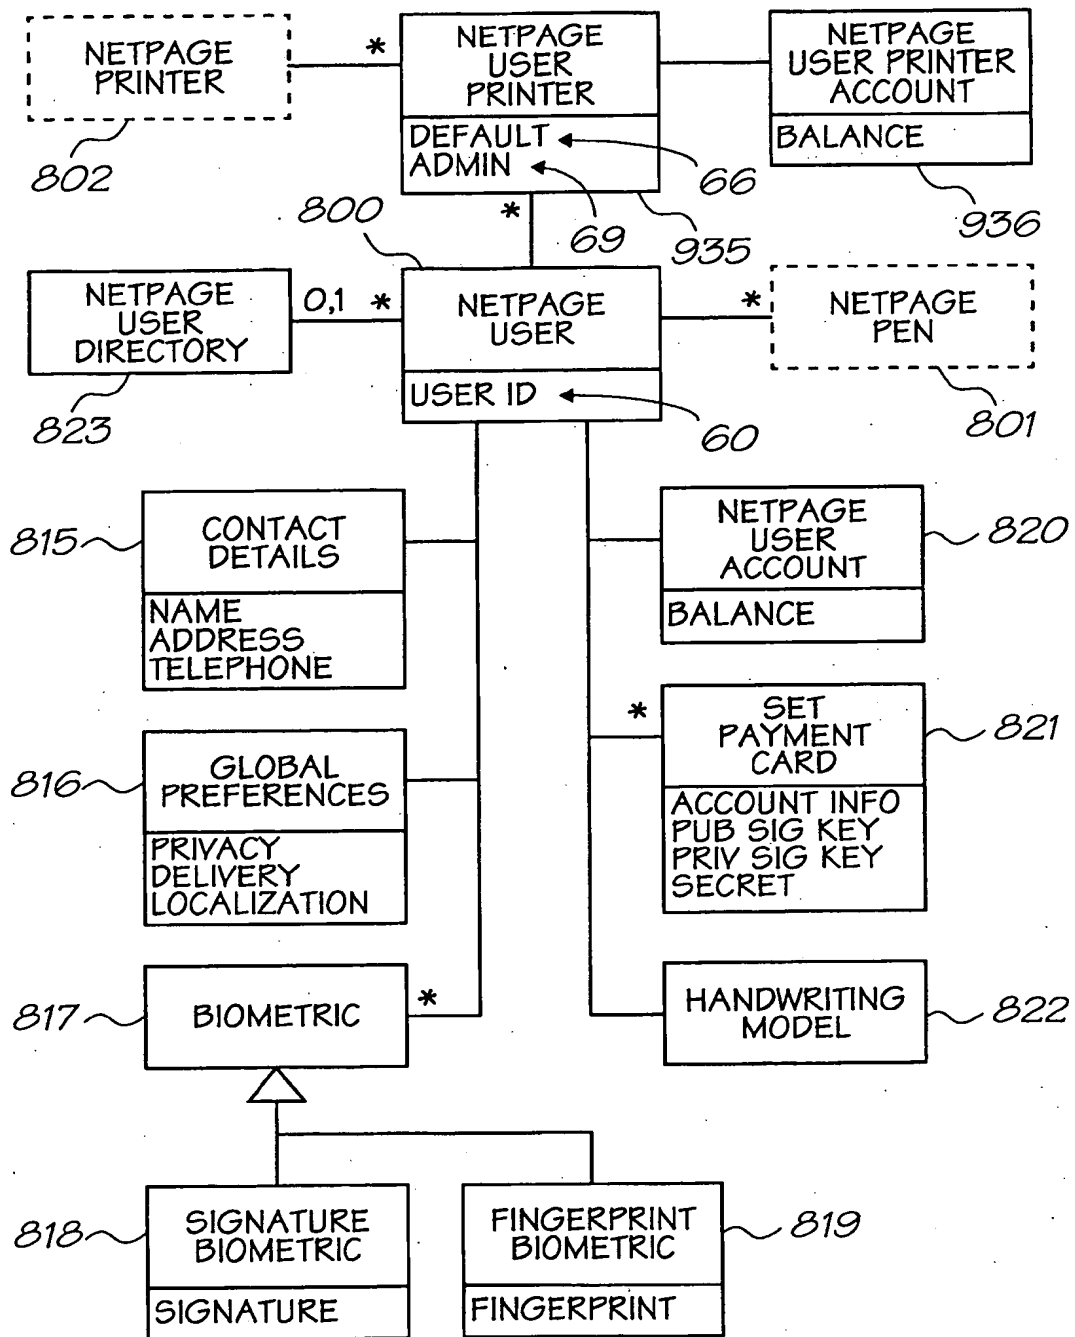 NETPAGE
PRINTER
802
*
NETPAGE
USER
PRINTER
DEFAULT
ADMIN
66
69
935
NETPAGE
USER PRINTER
ACCOUNT
BALANCE
936
*
800
NETPAGE
USER
DIRECTORY
823
0,1
*
NETPAGE
USER
USER ID
60
*
NETPAGE
PEN
801
815
CONTACT
DETAILS
NAME
ADDRESS
TELEPHONE
NETPAGE
USER
ACCOUNT
BALANCE
820
816
GLOBAL
PREFERENCES
PRIVACY
DELIVERY
LOCALIZATION
*
SET
PAYMENT
CARD
ACCOUNT INFO
PUB SIG KEY
PRIV SIG KEY
SECRET
821
817
BIOMETRIC
*
HANDWRITING
MODEL
822
818
SIGNATURE
BIOMETRIC
SIGNATURE
FINGERPRINT
BIOMETRIC
FINGERPRINT
819